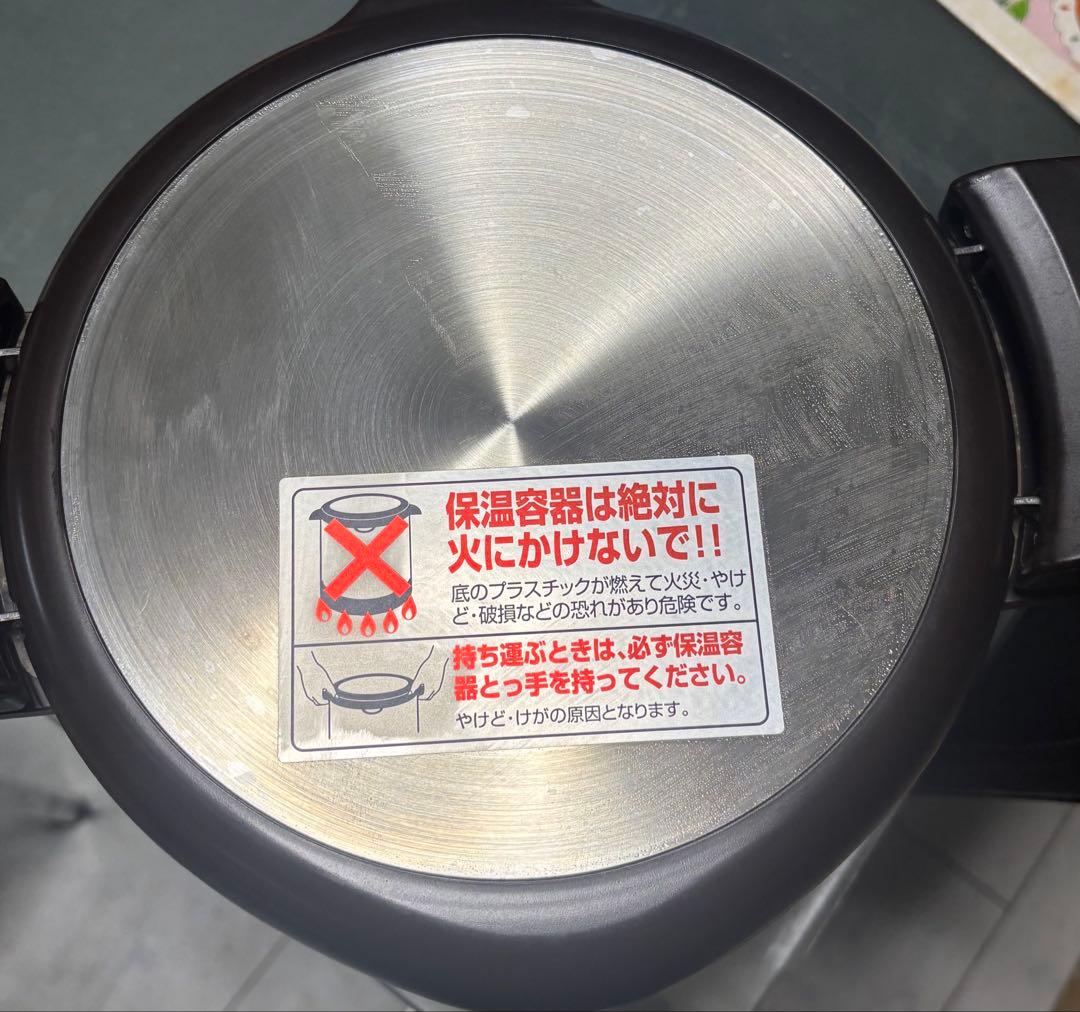 保温容器は絶対に
火にかけないで!!
底のプラスチックが燃えて火災・やけ
ど・破損などの恐れがあり危険です。
持ち運ぶときは、必ず保温容
器とっ手を持ってください。
やけど・けがの原因となります。